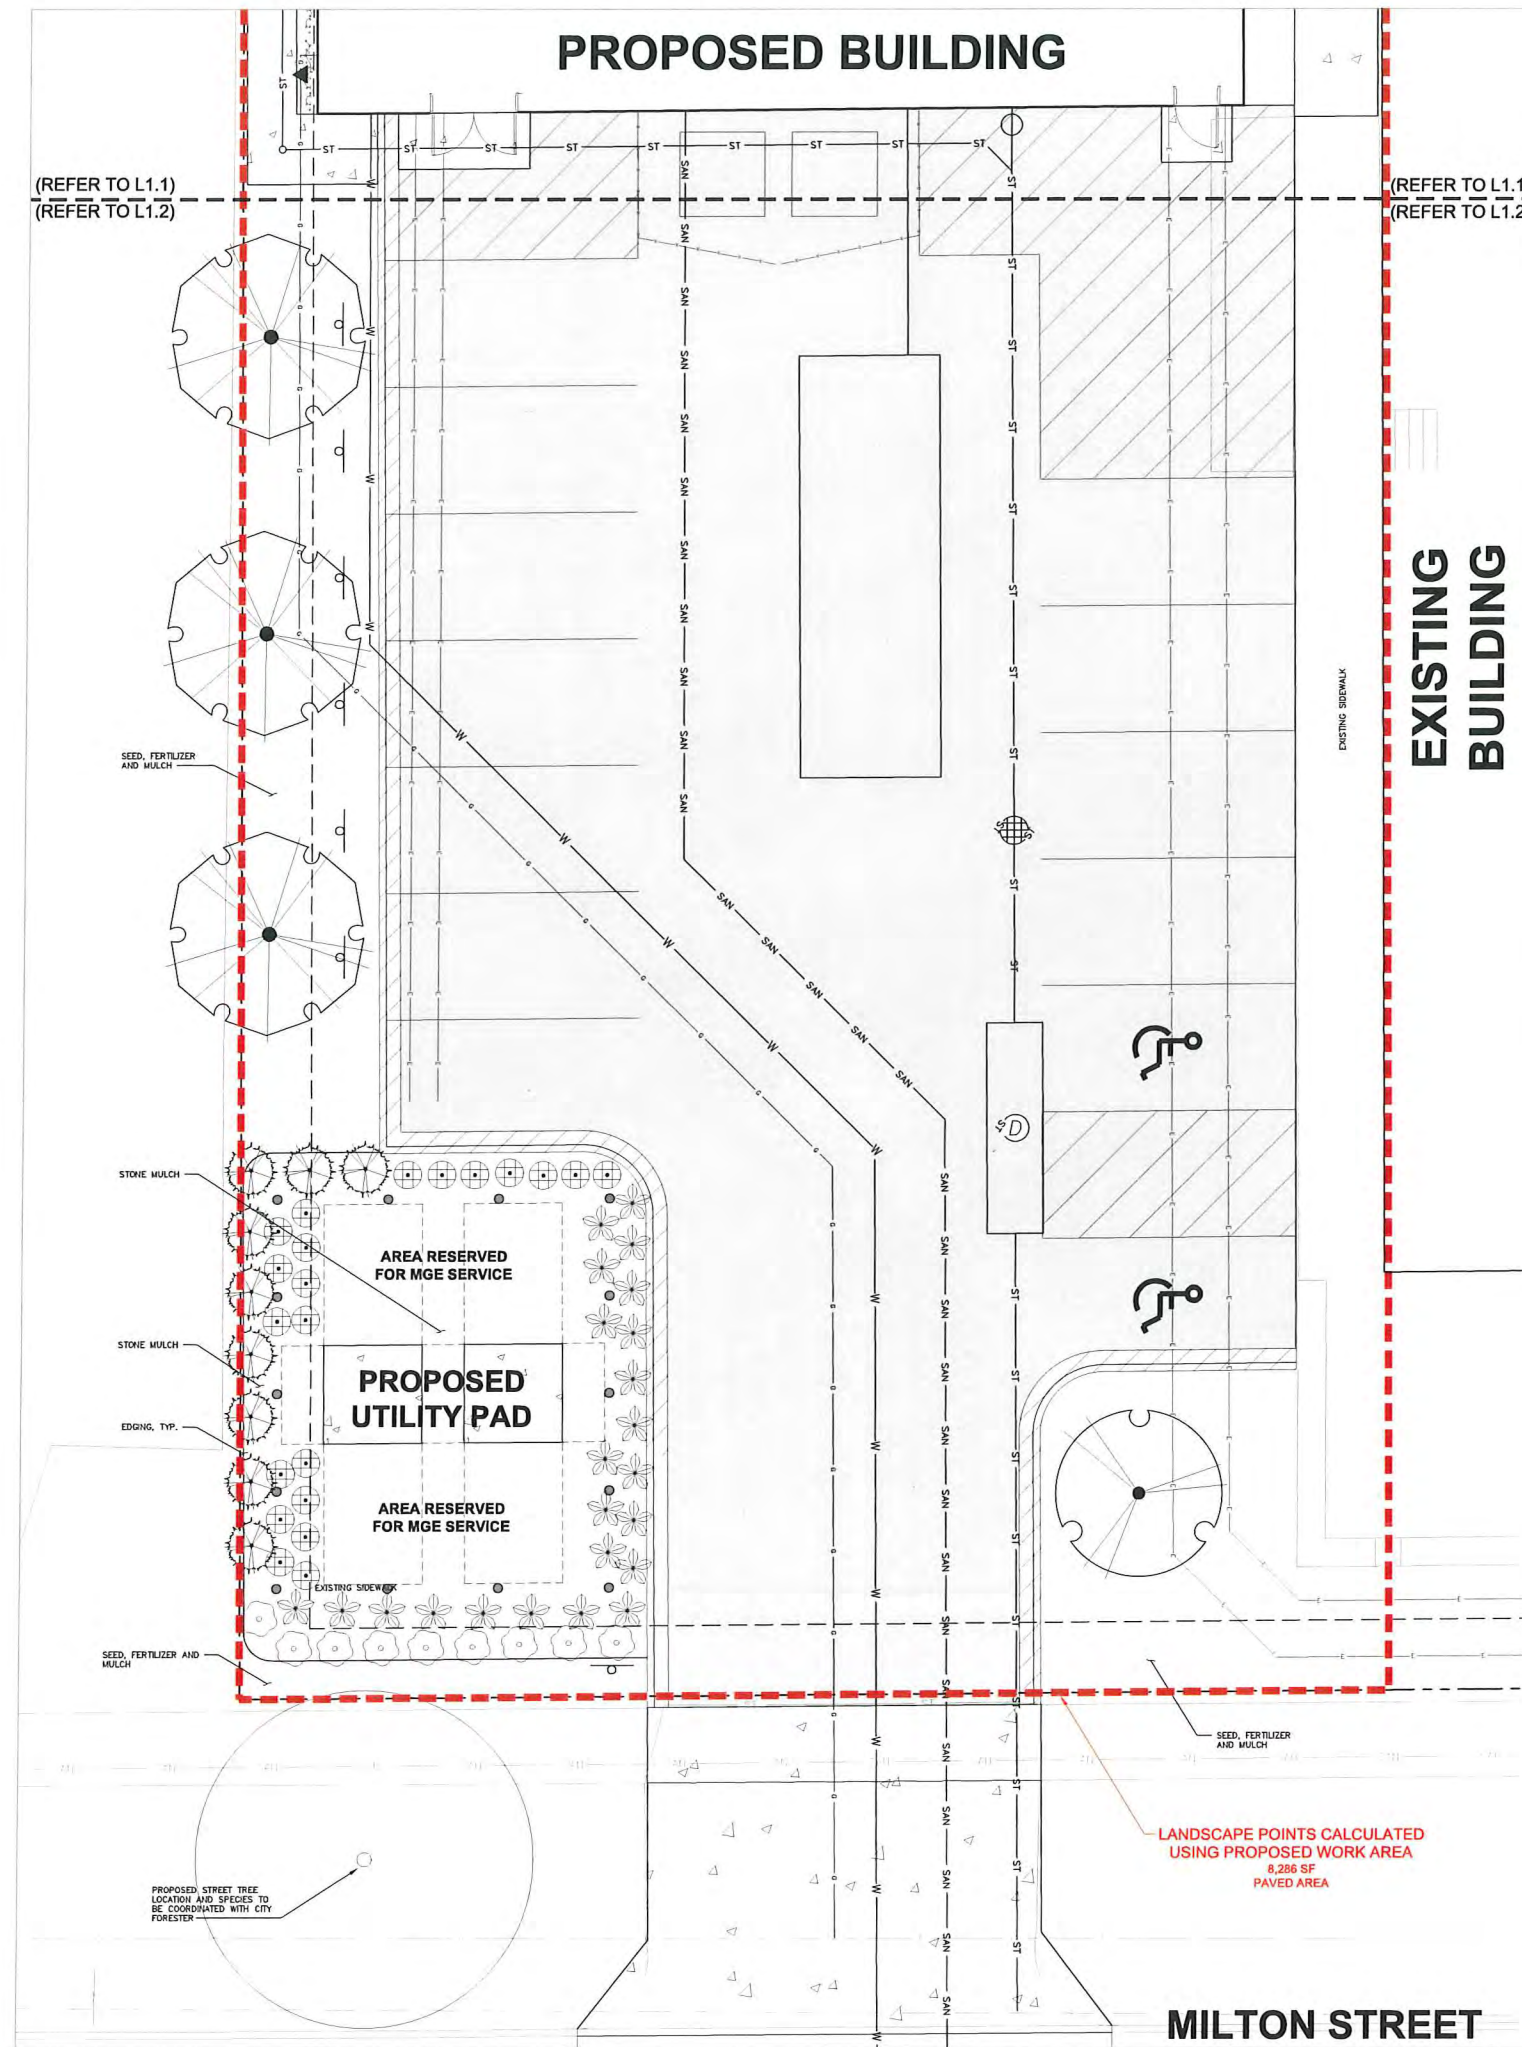 PROPOSED BUILDING
(REFER TO L1.1)
(REFER TO L1.2)
(REFER TO L1.1
(REFER TO L1.2
EXISTING
BUILDING
EXISTING SIDEWALK
SEED, FERTILIZER
AND MULCH
STONE MULCH
AREA RESERVED
FOR MGE SERVICE
STONE MULCH
PROPOSED
UTILITY PAD
EDGING, TYP.
AREA RESERVED
FOR MGE SERVICE
EXISTING SIDEWALK
SEED, FERTILIZER AND
MULCH
SEED, FERTILIZER
AND MULCH
LANDSCAPE POINTS CALCULATED
USING PROPOSED WORK AREA
8,286 SF
PAVED AREA
PROPOSED STREET TREE
LOCATION AND SPECIES TO
BE COORDINATED WITH CITY
FORESTER
MILTON STREET
ST
SAN
W
G
D